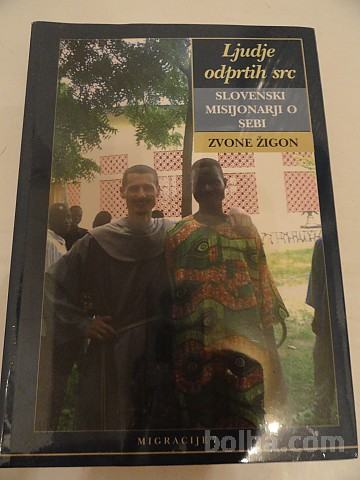 Ljudje
odprtih src
SLOVENSKI
MISIJONARJI O
SEBI
ZVONE ŽIGON
MIGRACIJE
bolha.com